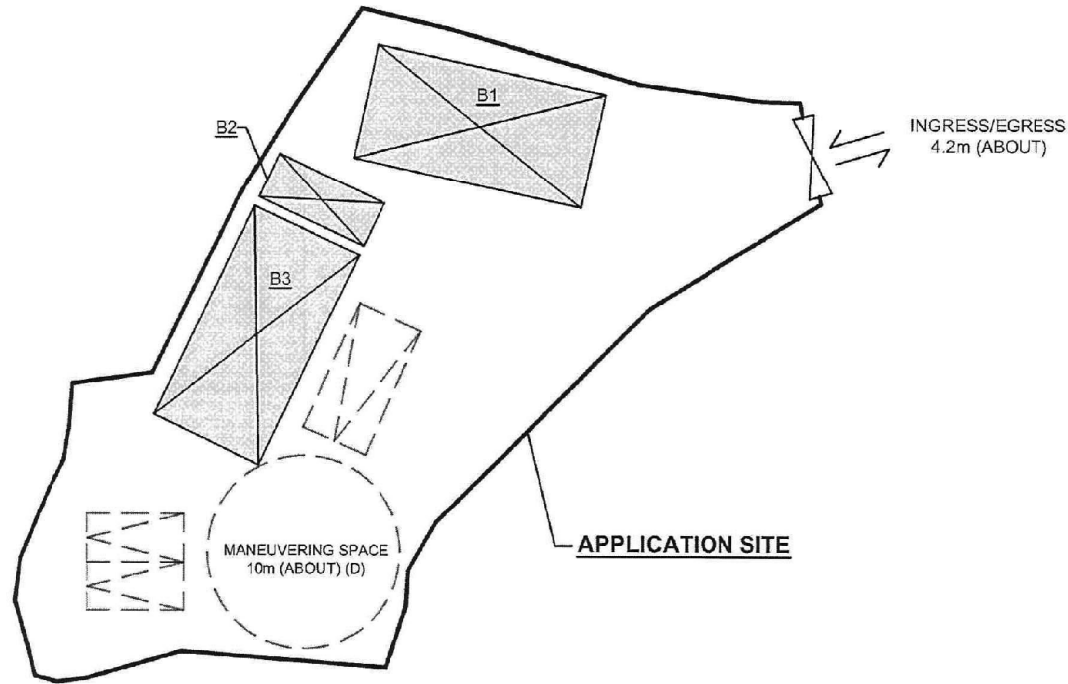 B1
INGRESS/EGRESS
4.2m (ABOUT)
B2
B3
MANEUVERING SPACE
10m (ABOUT) (D)
APPLICATION SITE